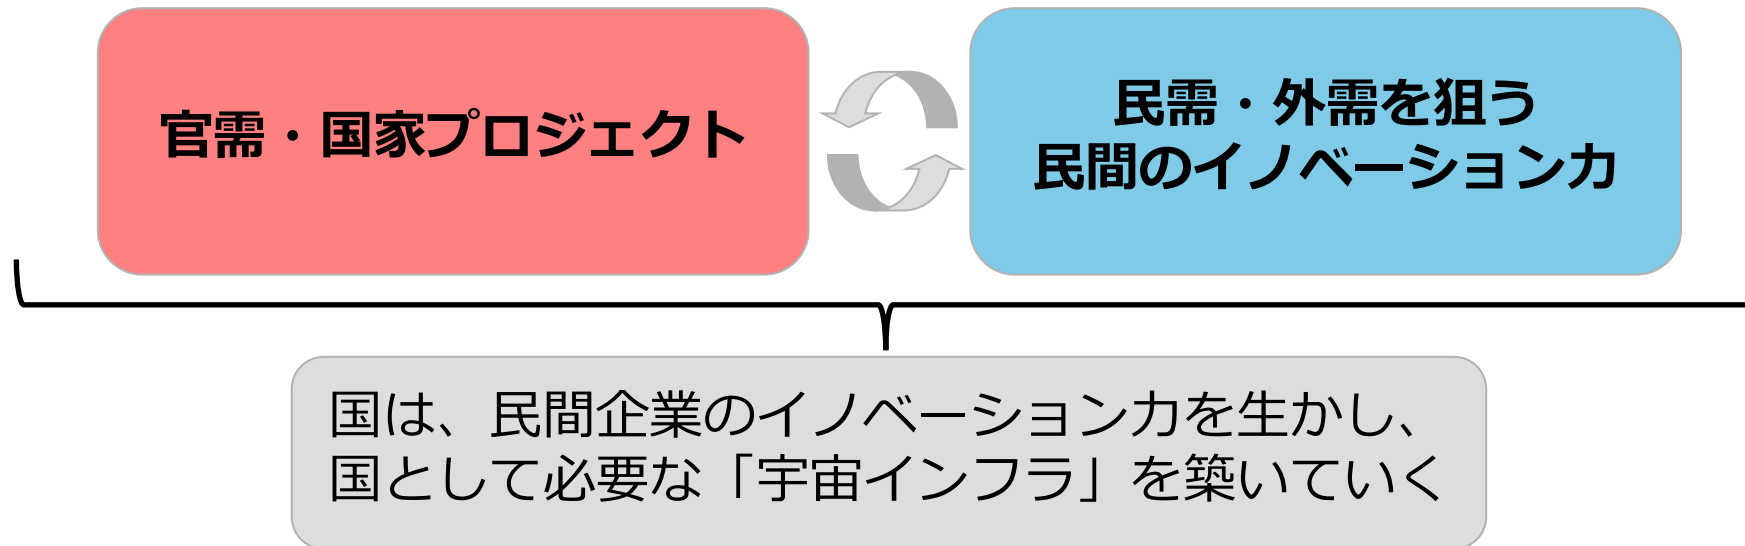 官需・国家プロジェクト
民需・外需を狙う
民間のイノベーション力
国は、民間企業のイノベーション力を生かし、
国として必要な「宇宙インフラ」を築いていく